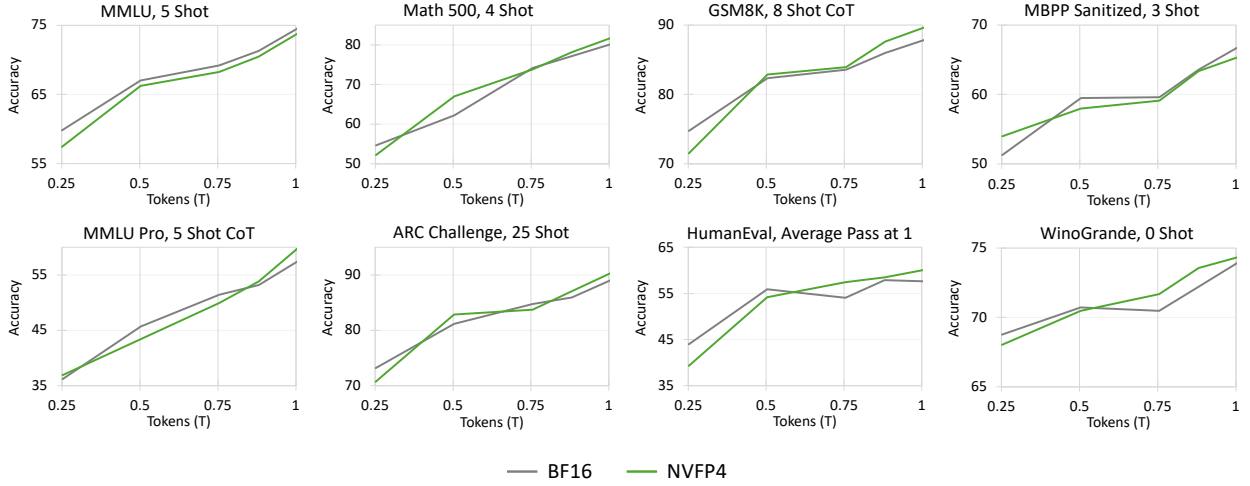 MMLU, 5 Shot
75
65
55
Accuracy
0.25
0.5
0.75
1
Tokens (T)
Math 500, 4 Shot
80
70
60
50
Accuracy
0.25
0.5
0.75
1
Tokens (T)
GSM8K, 8 Shot CoT
90
80
70
Accuracy
0.25
0.5
0.75
1
Tokens (T)
MBPP Sanitized, 3 Shot
70
60
50
Accuracy
0.25
0.5
0.75
1
Tokens (T)
MMLU Pro, 5 Shot CoT
55
45
35
Accuracy
0.25
0.5
0.75
1
Tokens (T)
ARC Challenge, 25 Shot
90
80
70
Accuracy
0.25
0.5
0.75
1
Tokens (T)
HumanEval, Average Pass at 1
65
55
45
35
Accuracy
0.25
0.5
0.75
1
Tokens (T)
WinoGrande, 0 Shot
75
70
65
Accuracy
0.25
0.5
0.75
1
Tokens (T)
BF16
NVFP4